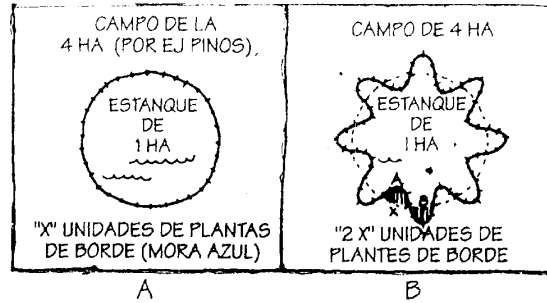 CAMPO DE LA
4 HA (POR EJ PINOS)
ESTANQUE
DE
1 HA
"X" UNIDADES DE PLANTAS
DE BORDE (MORA AZUL)
A
CAMPO DE 4 HA
ESTANQUE
DE
1 HA
A
B
X
"2 X" UNIDADES DE
PLANTES DE BORDE
B